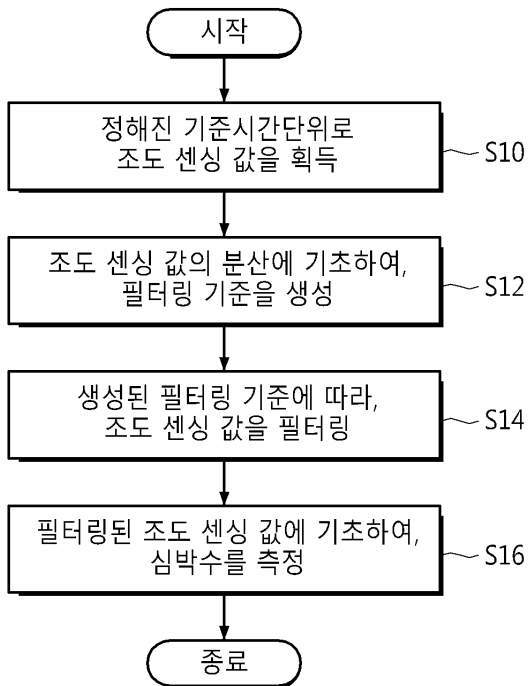 시작
정해진 기준시간단위로
조도 센싱 값을 획득
S10
조도 센싱 값의 분산에 기초하여,
필터링 기준을 생성
S12
생성된 필터링 기준에 따라,
조도 센싱 값을 필터링
S14
필터링된 조도 센싱 값에 기초하여,
심박수를 측정
S16
종료